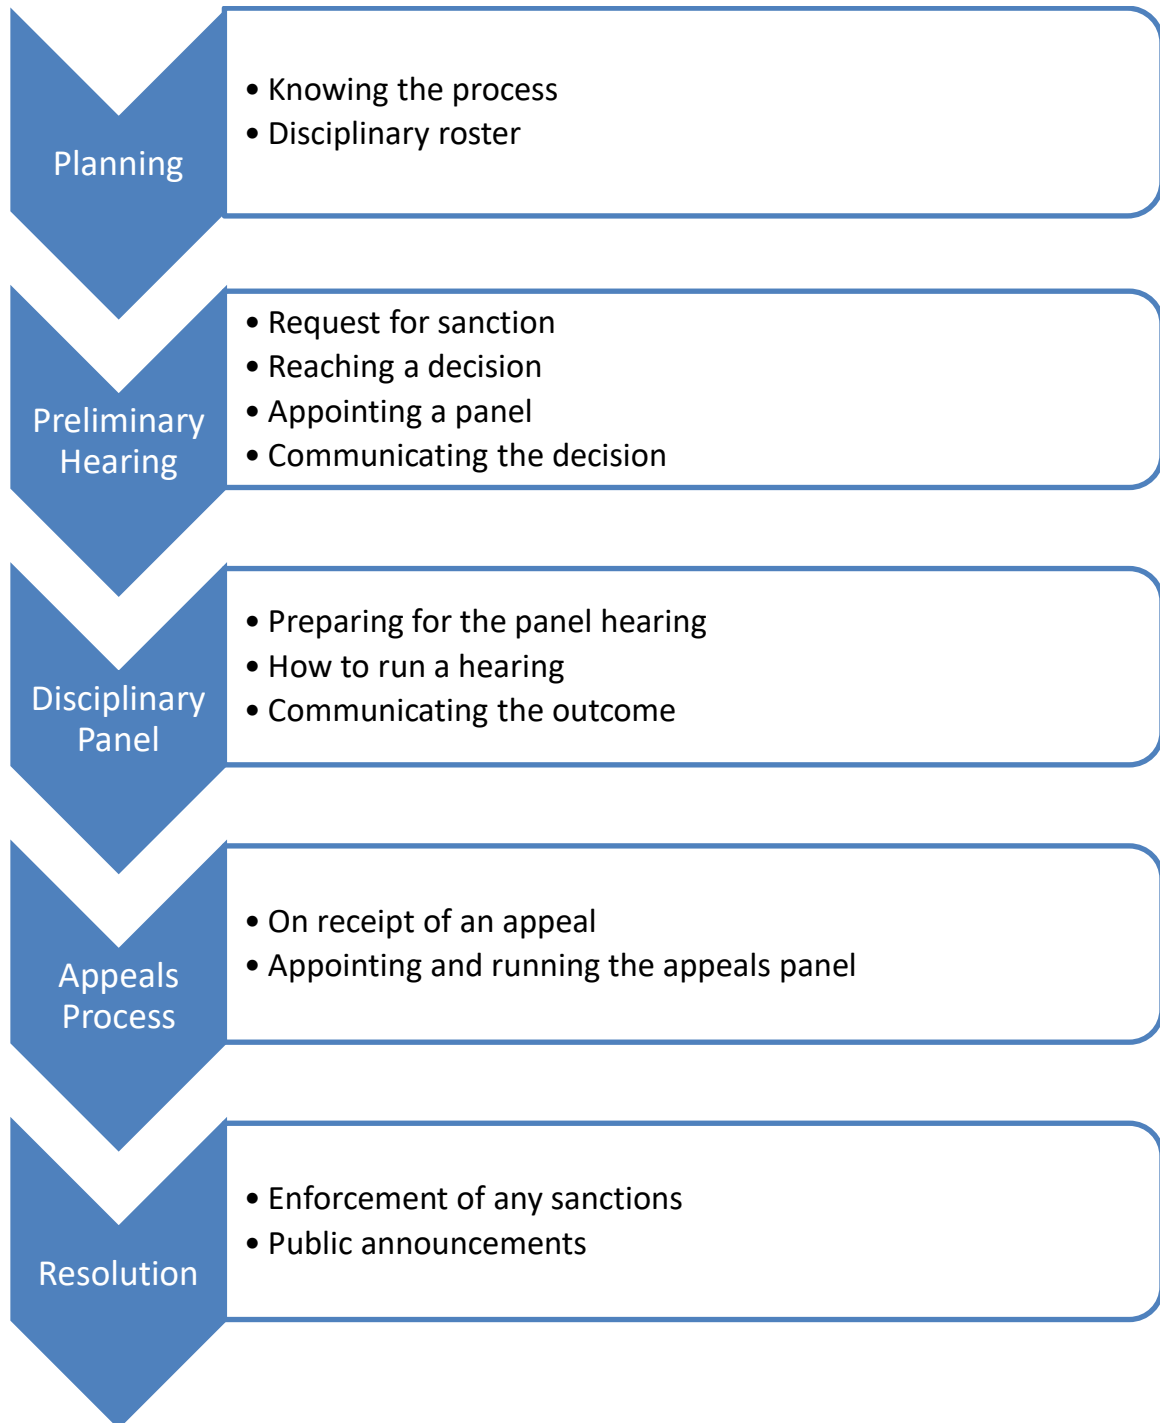 Planning
• Knowing the process
• Disciplinary roster
Preliminary
Hearing
• Request for sanction
• Reaching a decision
• Appointing a panel
• Communicating the decision
Disciplinary
Panel
• Preparing for the panel hearing
• How to run a hearing
• Communicating the outcome
Appeals
Process
• On receipt of an appeal
• Appointing and running the appeals panel
Resolution
• Enforcement of any sanctions
• Public announcements